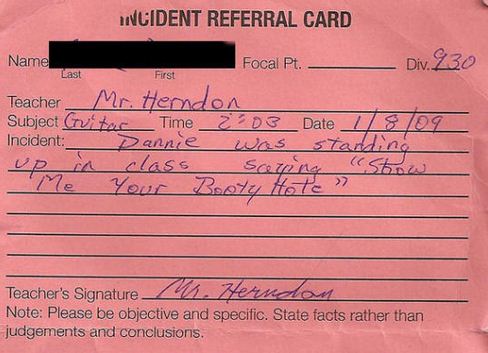 INCIDENT REFERRAL CARD
Name Focal Pt. Div. 930
Last First
Teacher Mr. Herndon
Subject Guitar Time 2:03 Date 1/8/09
Incident: Dannie was standing
up in class saying "Show
Me Your Booty Hole"
Teacher's Signature Mr. Herndon
Note: Please be objective and specific. State facts rather than
judgements and conclusions.